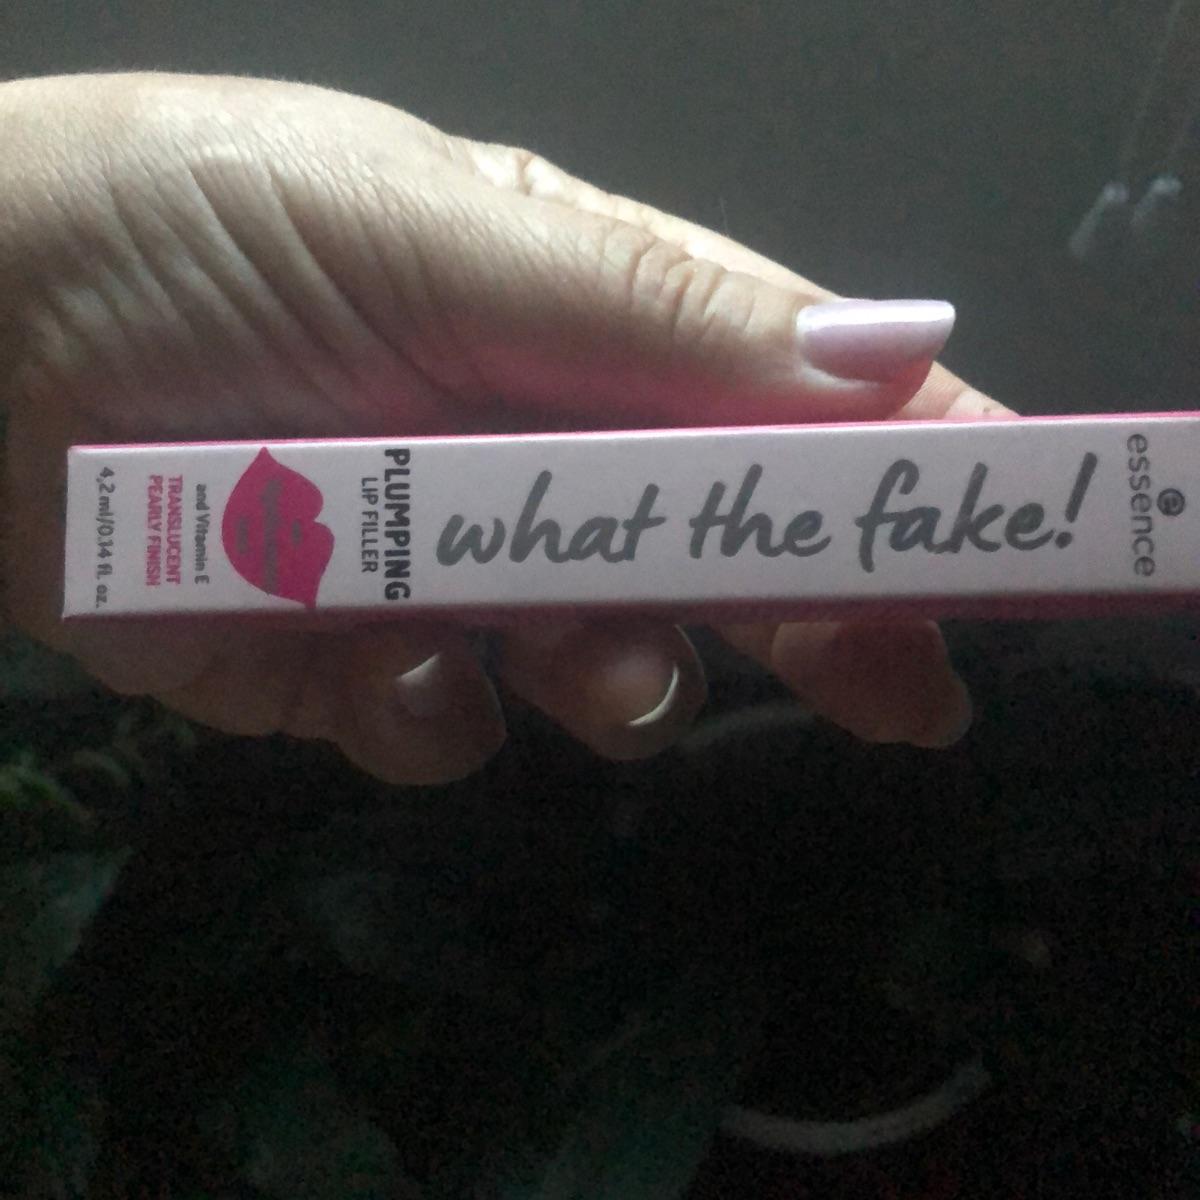 essence
what the fake!
PLUMPING
LIP FILLER
and Vitamin E
TRANSLUCENT
PEARLY FINISH
4,2 ml/0.14 fl. oz.